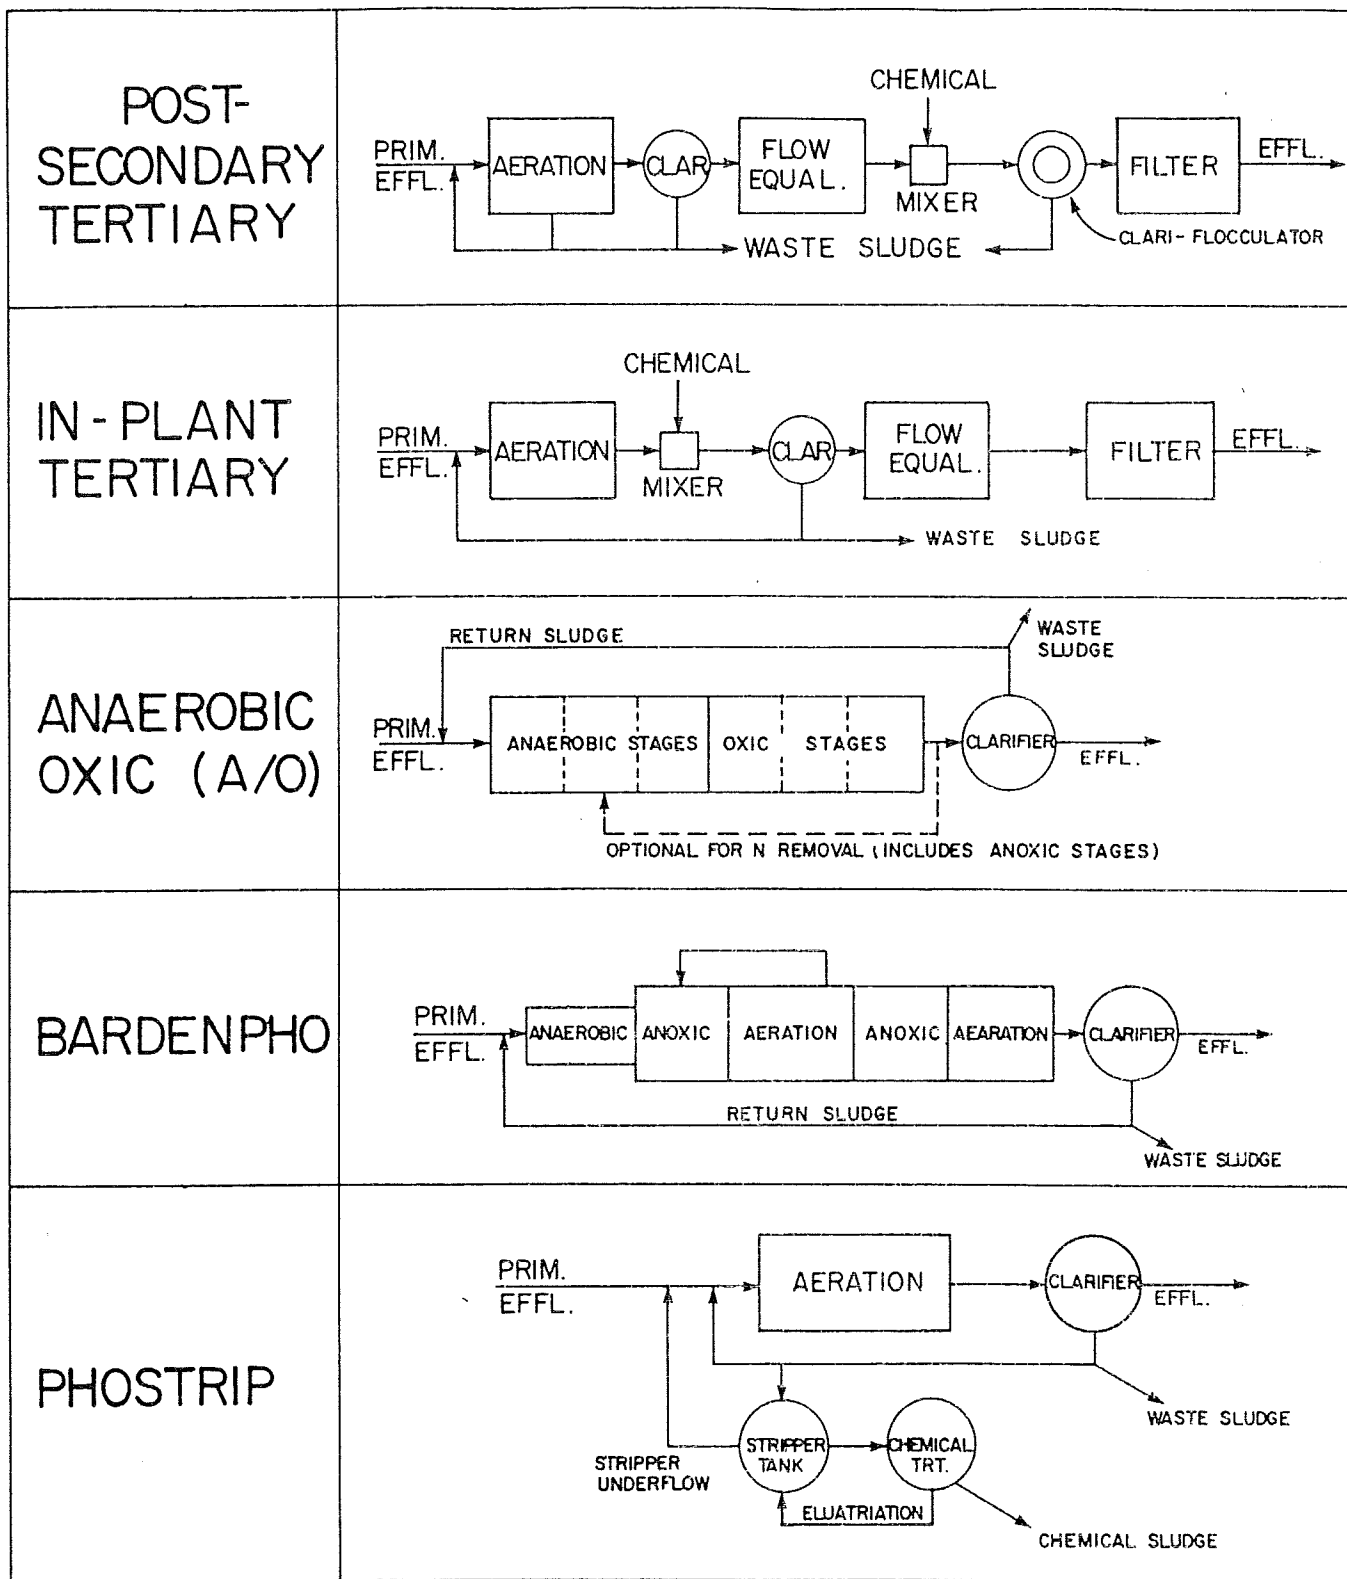 POST-
SECONDARY
TERTIARY
CHEMICAL
PRIM.
EFFL.
AERATION
CLAR
FLOW
EQUAL.
MIXER
FILTER
EFFL.
CLARI-FLOCCULATOR
WASTE SLUDGE
IN-PLANT
TERTIARY
CHEMICAL
PRIM.
EFFL.
AERATION
MIXER
CLAR
FLOW
EQUAL.
FILTER
EFFL.
WASTE SLUDGE
ANAEROBIC
OXIC (A/O)
RETURN SLUDGE
WASTE
SLUDGE
PRIM.
EFFL.
ANAEROBIC STAGES
OXIC STAGES
CLARIFIER
EFFL.
OPTIONAL FOR N REMOVAL (INCLUDES ANOXIC STAGES)
BARDENPHO
PRIM.
EFFL.
ANAEROBIC
ANOXIC
AERATION
ANOXIC
AEARATION
CLARIFIER
EFFL.
RETURN SLUDGE
WASTE SLUDGE
PHOSTRIP
PRIM.
EFFL.
AERATION
CLARIFIER
EFFL.
WASTE SLUDGE
STRIPPER
TANK
CHEMICAL
TRT.
STRIPPER
UNDERFLOW
ELUATRIATION
CHEMICAL SLUDGE